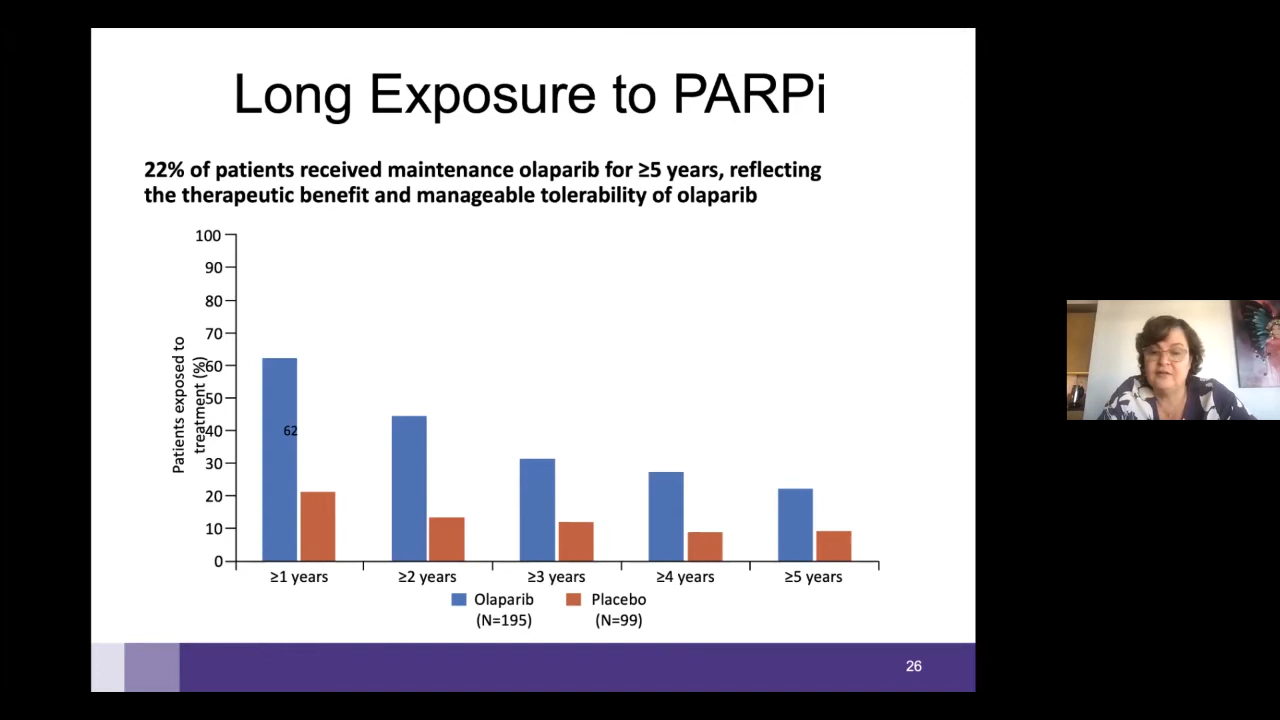 Long Exposure to PARPi
22% of patients received maintenance olaparib for ≥5 years, reflecting
the therapeutic benefit and manageable tolerability of olaparib
Patients exposed to
treatment (%)
100
90
80
70
60
50
40
30
20
10
0
62
≥1 years
≥2 years
≥3 years
≥4 years
≥5 years
Olaparib
(N=195)
Placebo
(N=99)
26